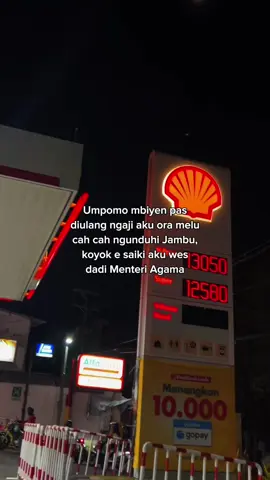 Umpomo mbiyen pas
diulang ngaji aku ora melu
cah cah ngunduhi Jambu,
koyok e saiki aku wes
dadi Menteri Agama
13050
12580
Menangkan
10.000
gopay